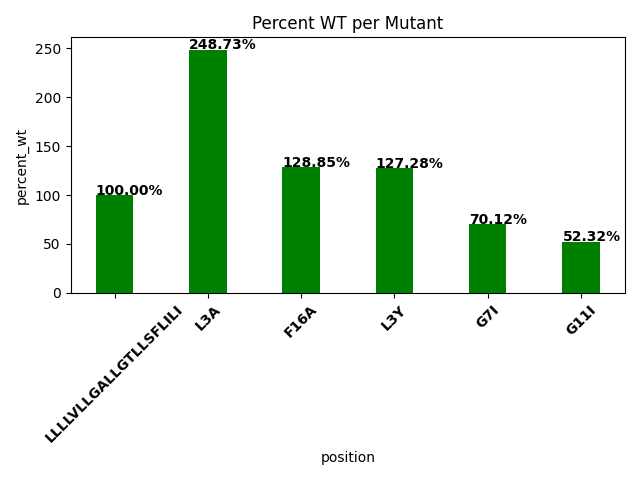 Percent WT per Mutant
percent_wt
250
200
150
100
50
0
100.00%
248.73%
128.85%
127.28%
70.12%
52.32%
LLLLVLLGALLGTLLSFLILI
L3A
F16A
L3Y
G7I
G11I
position